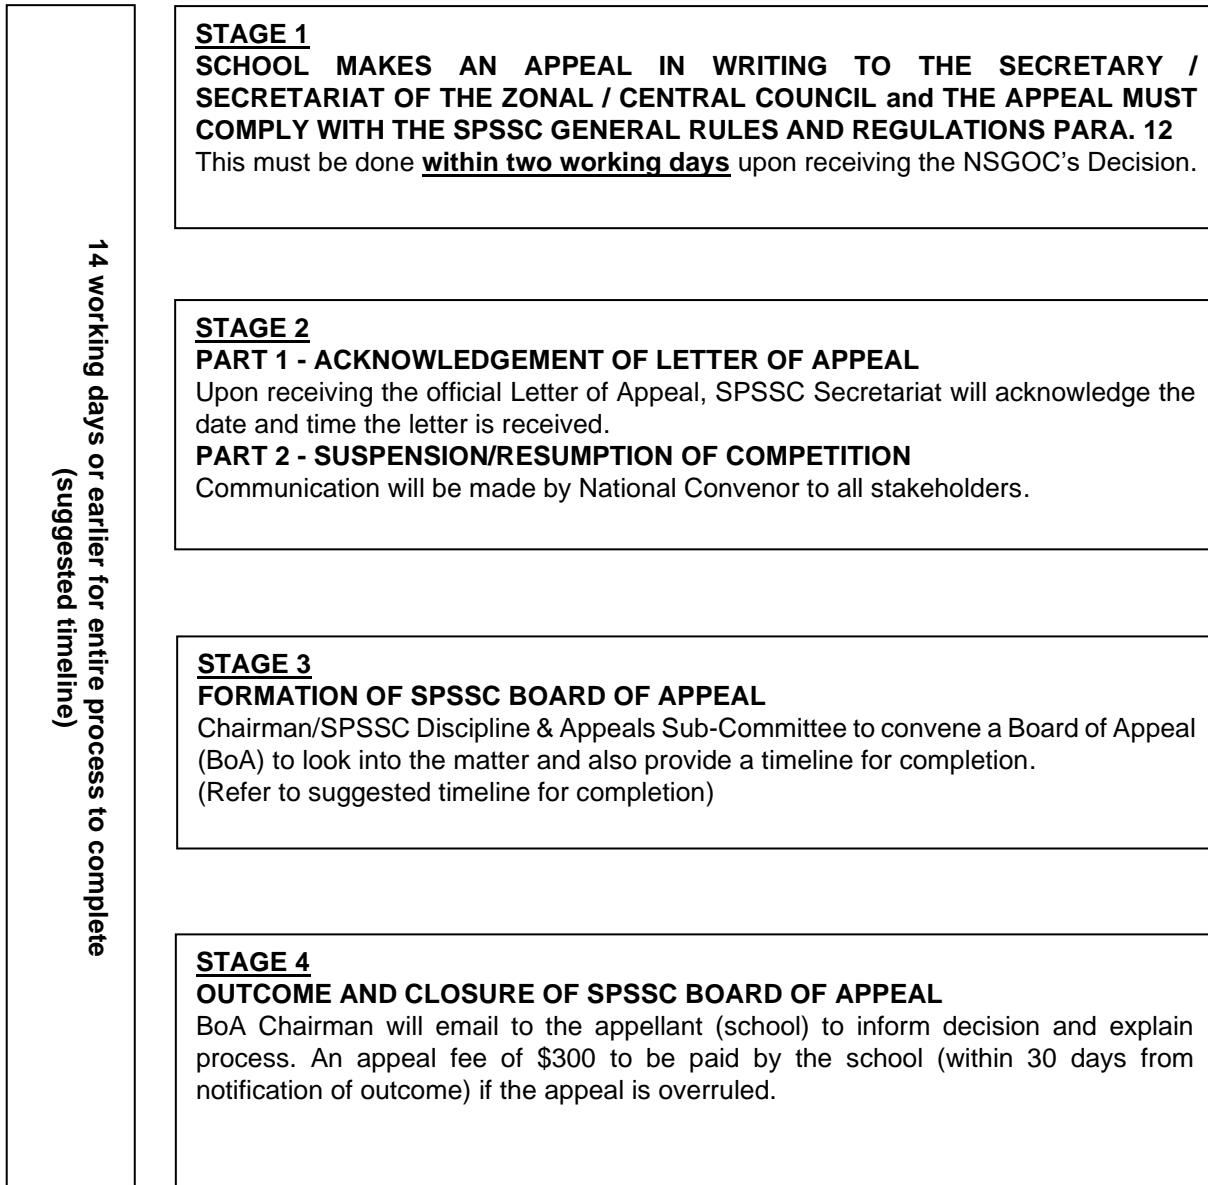 14 working days or earlier for entire process to complete
(suggested timeline)
STAGE 1
SCHOOL MAKES AN APPEAL IN WRITING TO THE SECRETARY /
SECRETARIAT OF THE ZONAL / CENTRAL COUNCIL and THE APPEAL MUST
COMPLY WITH THE SPSSC GENERAL RULES AND REGULATIONS PARA. 12
This must be done within two working days upon receiving the NSGOC’s Decision.
STAGE 2
PART 1 - ACKNOWLEDGEMENT OF LETTER OF APPEAL
Upon receiving the official Letter of Appeal, SPSSC Secretariat will acknowledge the
date and time the letter is received.
PART 2 - SUSPENSION/RESUMPTION OF COMPETITION
Communication will be made by National Convenor to all stakeholders.
STAGE 3
FORMATION OF SPSSC BOARD OF APPEAL
Chairman/SPSSC Discipline & Appeals Sub-Committee to convene a Board of Appeal
(BoA) to look into the matter and also provide a timeline for completion.
(Refer to suggested timeline for completion)
STAGE 4
OUTCOME AND CLOSURE OF SPSSC BOARD OF APPEAL
BoA Chairman will email to the appellant (school) to inform decision and explain
process. An appeal fee of $300 to be paid by the school (within 30 days from
notification of outcome) if the appeal is overruled.